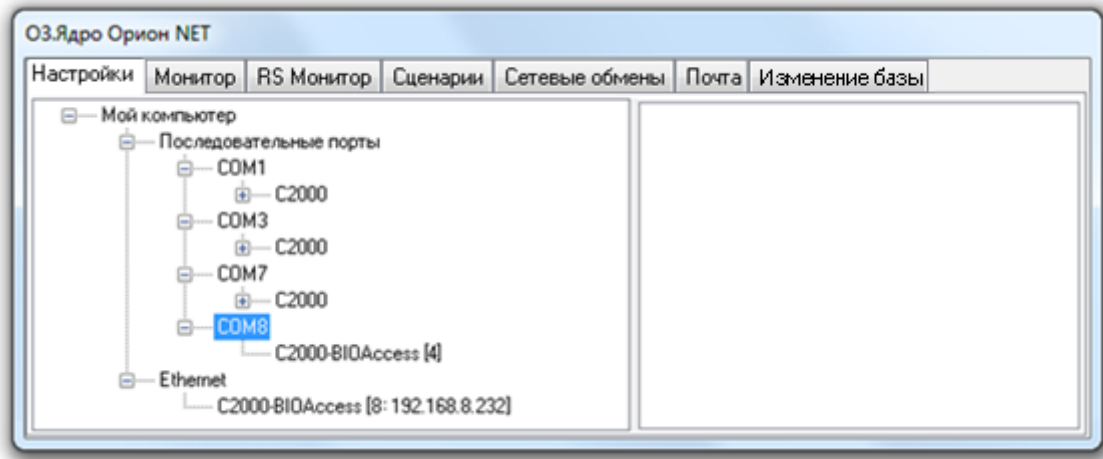 О3.Ядро Орион NET
Настройки Монитор RS Монитор Сценарии Сетевые обмены Почта Изменение базы
Мой компьютер
Последовательные порты
COM1
C2000
COM3
C2000
COM7
C2000
COM8
C2000-BIOAccess [4]
Ethernet
C2000-BIOAccess [8: 192.168.8.232]